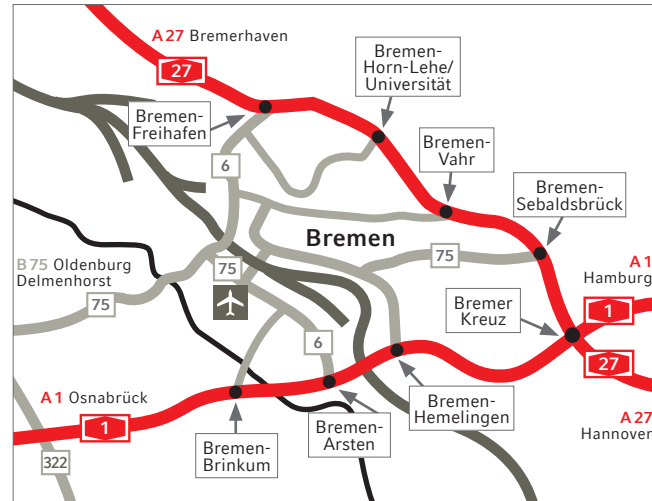 A 27 Bremerhaven
27
Bremen-
Horn-Lehe/
Universität
Bremen-
Freihafen
Bremen-
Vahr
6
Bremen-
Sebaldsbrück
Bremen
75
A 1
Hamburg
B 75 Oldenburg
Delmenhorst
75
75
Bremer
Kreuz
1
6
27
A 1 Osnabrück
1
Bremen-
Hemelingen
A 27
Hannover
Bremen-
Arsten
Bremen-
Brinkum
322